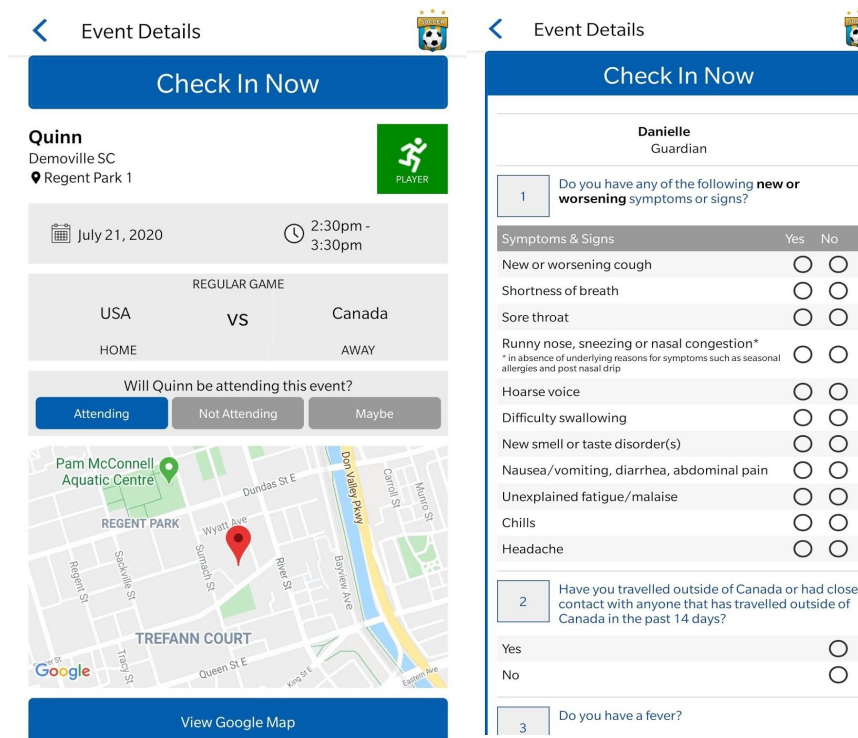 Event Details
SOCCER
Check In Now
Quinn
Demoville SC
Regent Park 1
PLAYER
July 21, 2020
2:30pm -
3:30pm
REGULAR GAME
USA
VS
Canada
HOME
AWAY
Will Quinn be attending this event?
Attending
Not Attending
Maybe
Pam McConnell
Aquatic Centre
Dundas St E
Don Valley Pkwy
Carroll St
Munro St
REGENT PARK
Wyatt Ave
Regent St
Sackville St
Sumach St
River St
Bayview Ave
TREFANN COURT
Tracy St
Queen St E
King St E
Eastern Ave
Google
View Google Map
Event Details
Check In Now
Danielle
Guardian
1
Do you have any of the following new or
worsening symptoms or signs?
Symptoms & Signs Yes No
New or worsening cough
Shortness of breath
Sore throat
Runny nose, sneezing or nasal congestion*
* in absence of underlying reasons for symptoms such as seasonal
allergies and post nasal drip
Hoarse voice
Difficulty swallowing
New smell or taste disorder(s)
Nausea/vomiting, diarrhea, abdominal pain
Unexplained fatigue/malaise
Chills
Headache
2
Have you travelled outside of Canada or had close
contact with anyone that has travelled outside of
Canada in the past 14 days?
Yes
No
3
Do you have a fever?